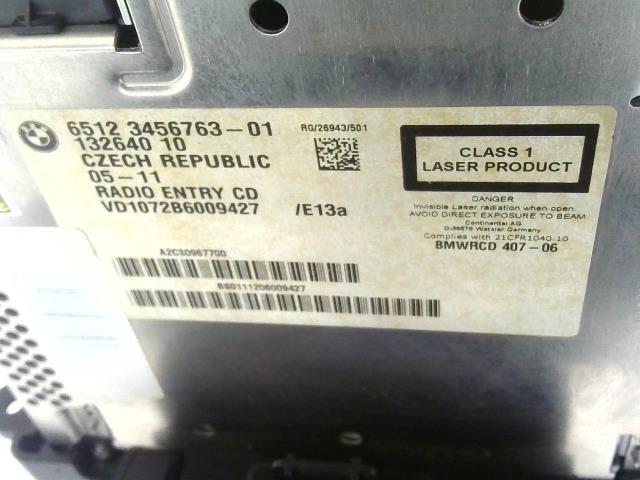 BMW
6512 3456763-01
132640 10
CZECH REPUBLIC
05-11
RADIO ENTRY CD
VD1072B6009427 /E13a
RG/26943/501
CLASS 1
LASER PRODUCT
DANGER
Invisible Laser radiation when open
AVOID DIRECT EXPOSURE TO BEAM
Continental AG
D-35576 Wetzlar Germany
Complies with 21CFR1040.10
BMWRCD 407-06
A2C30967700
BS0111206009427